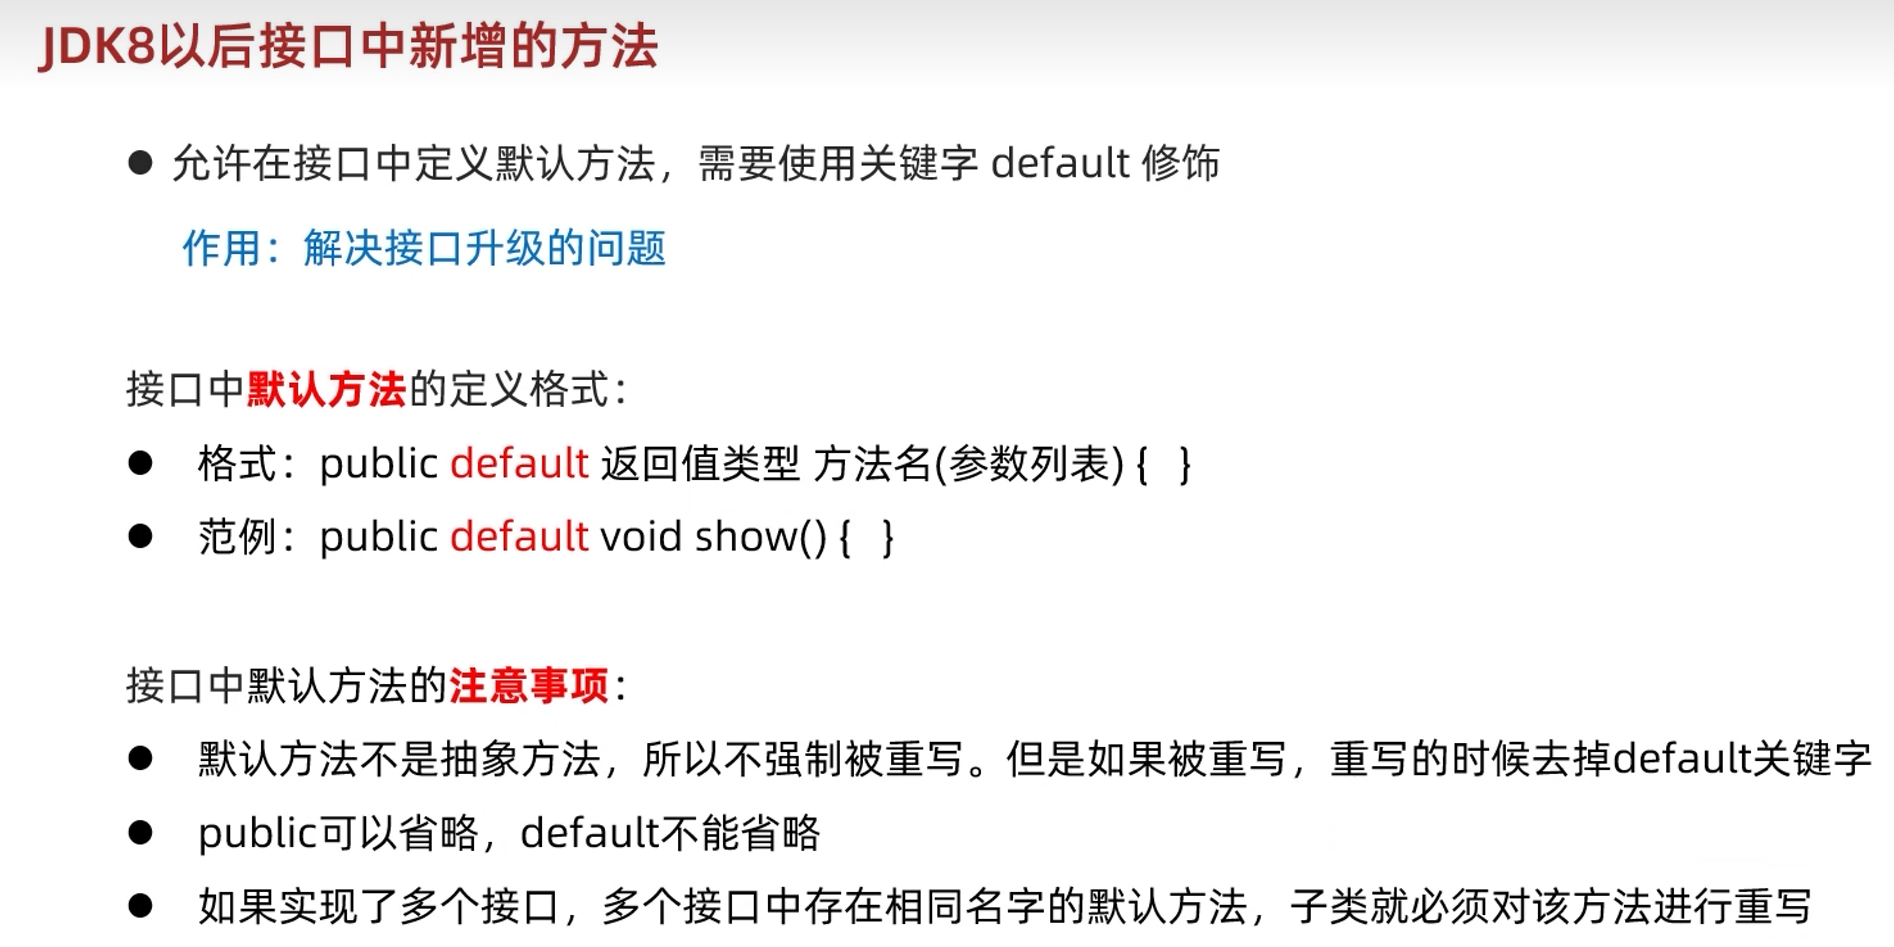 JDK8以后接口中新增的方法
● 允许在接口中定义默认方法，需要使用关键字 default 修饰
作用：解决接口升级的问题
接口中默认方法的定义格式：
● 格式：public default 返回值类型 方法名(参数列表) { }
● 范例：public default void show() { }
接口中默认方法的注意事项：
● 默认方法不是抽象方法，所以不强制被重写。但是如果被重写，重写的时候去掉default关键字
● public可以省略，default不能省略
● 如果实现了多个接口，多个接口中存在相同名字的默认方法，子类就必须对该方法进行重写